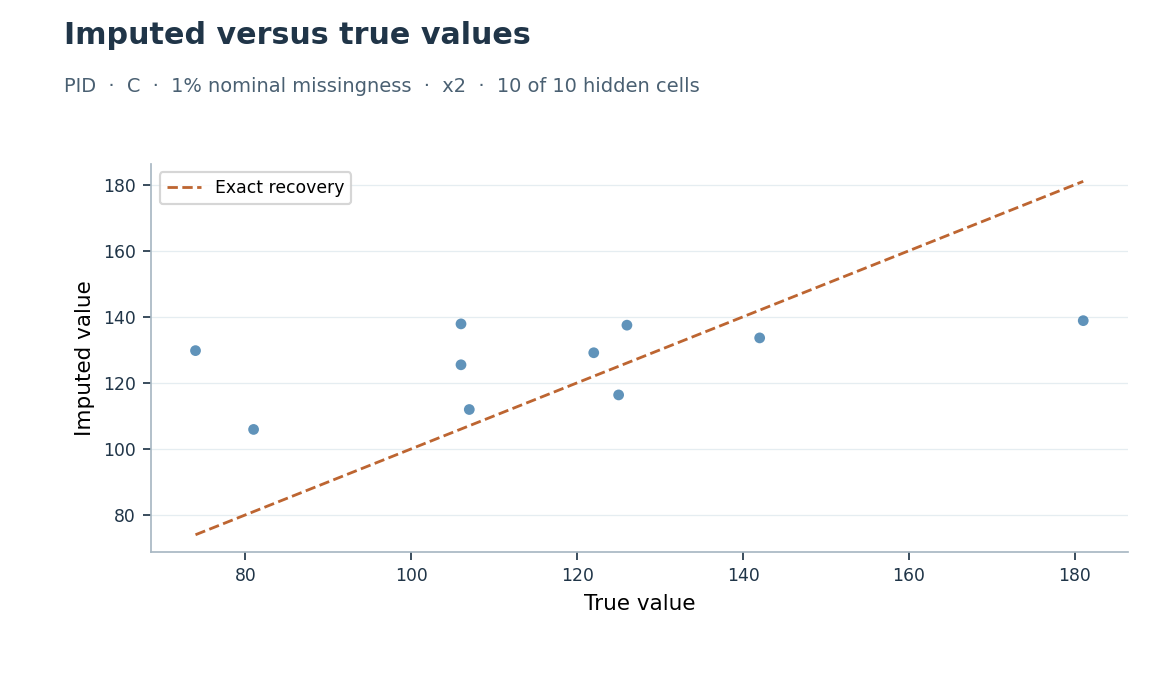 Imputed versus true values
PID · C · 1% nominal missingness · x2 · 10 of 10 hidden cells
Exact recovery
Imputed value
180
160
140
120
100
80
80 100 120 140 160 180
True value